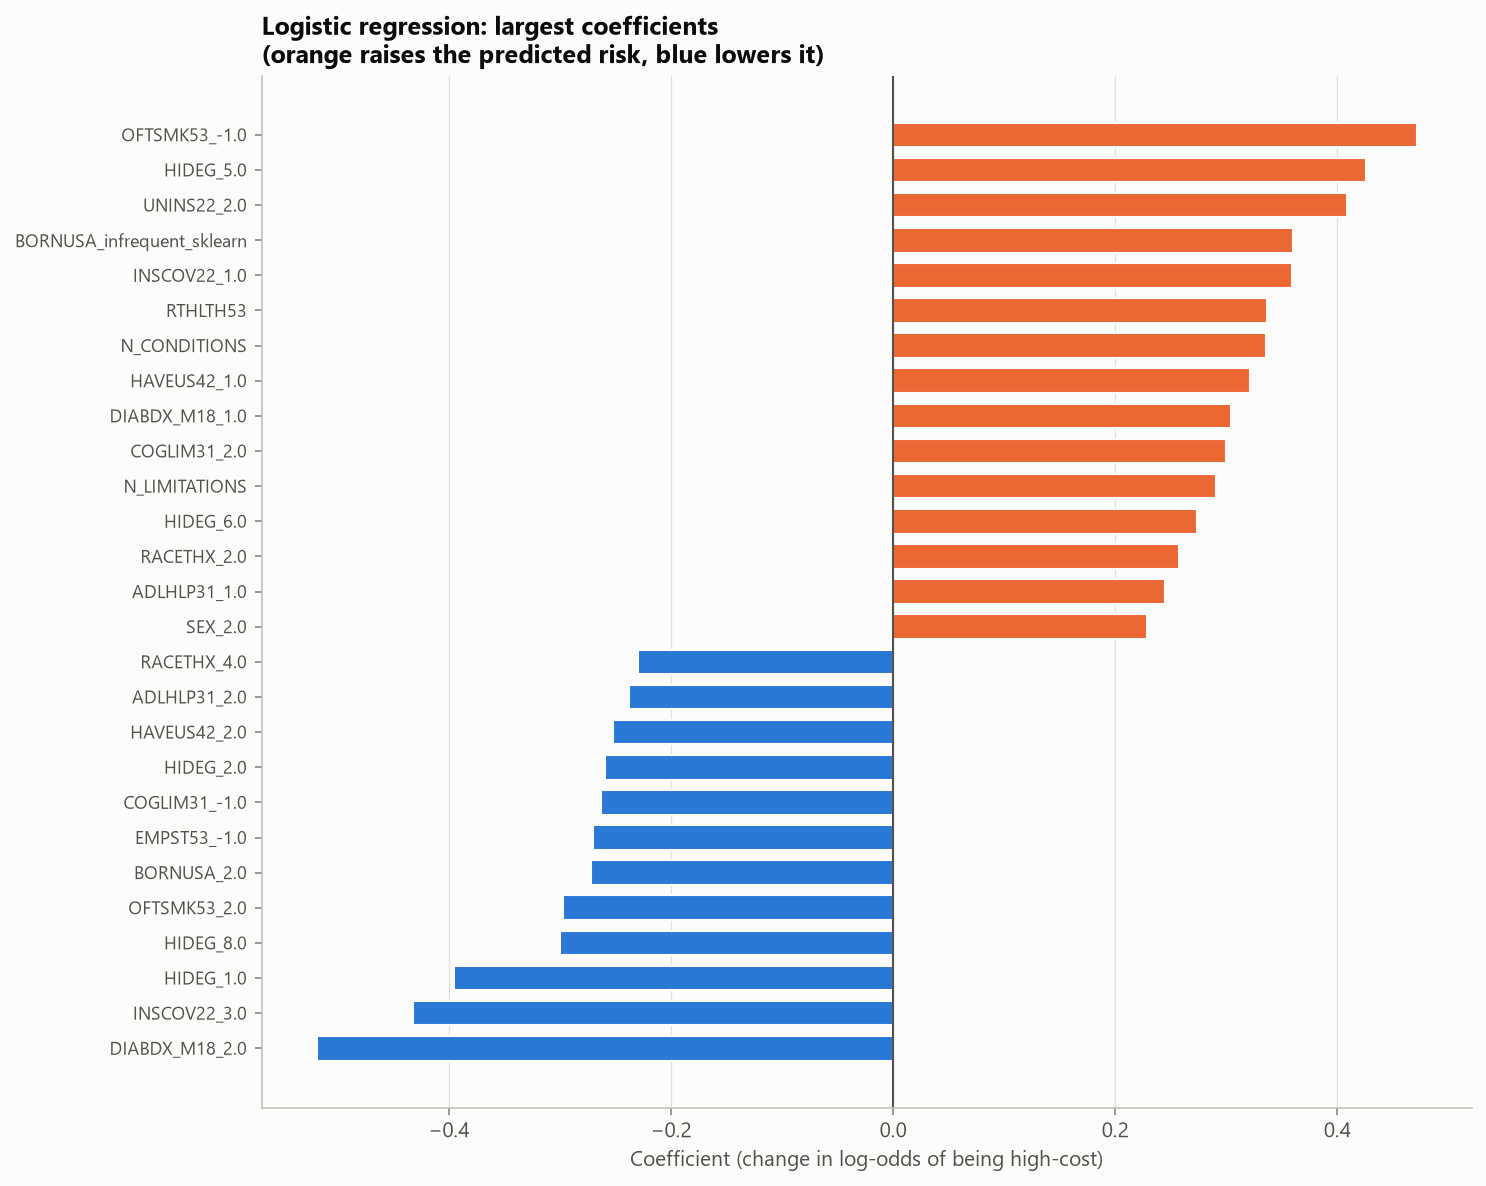 Logistic regression: largest coefficients
(orange raises the predicted risk, blue lowers it)
OFTSMK53_-1.0
HIDEG_5.0
UNINS22_2.0
BORNUSA_infrequent_sklearn
INSCOV22_1.0
RTHLTH53
N_CONDITIONS
HAVEUS42_1.0
DIABDX_M18_1.0
COGLIM31_2.0
N_LIMITATIONS
HIDEG_6.0
RACETHX_2.0
ADLHLP31_1.0
SEX_2.0
RACETHX_4.0
ADLHLP31_2.0
HAVEUS42_2.0
HIDEG_2.0
COGLIM31_-1.0
EMPST53_-1.0
BORNUSA_2.0
OFTSMK53_2.0
HIDEG_8.0
HIDEG_1.0
INSCOV22_3.0
DIABDX_M18_2.0
−0.4 −0.2 0.0 0.2 0.4
Coefficient (change in log-odds of being high-cost)